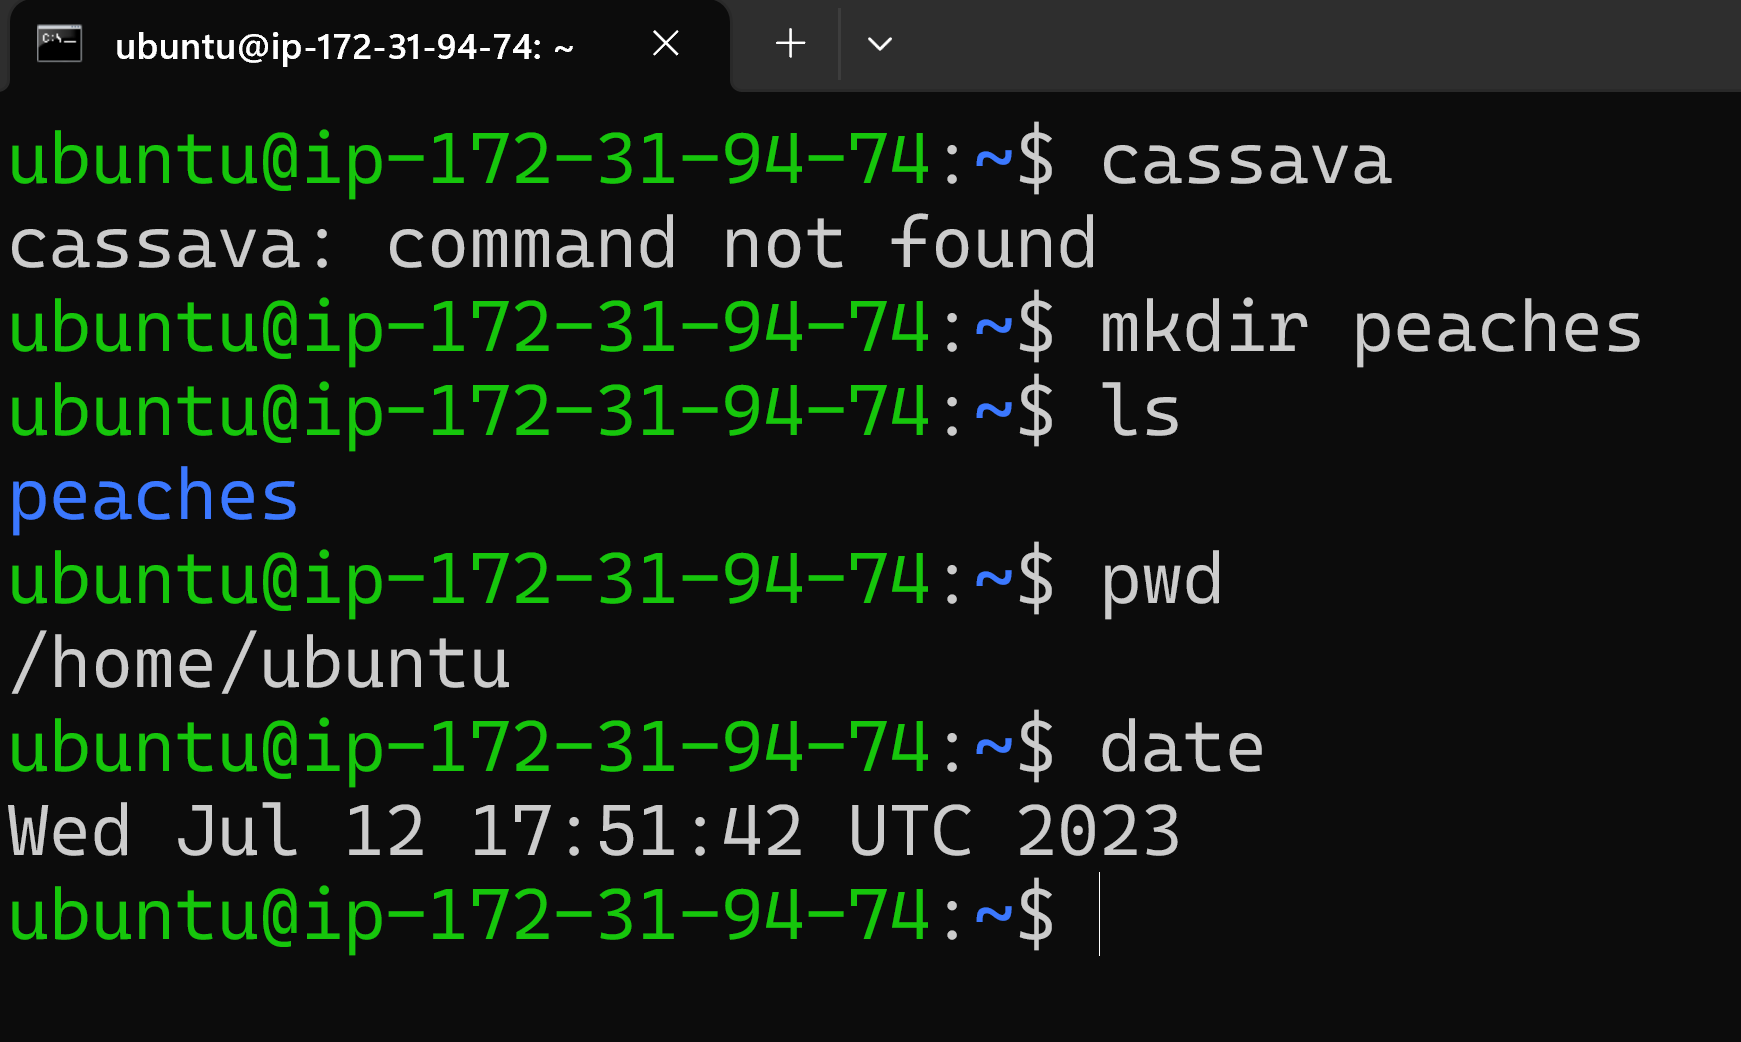 ubuntu@ip-172-31-94-74: ~
ubuntu@ip-172-31-94-74:~$ cassava
cassava: command not found
ubuntu@ip-172-31-94-74:~$ mkdir peaches
ubuntu@ip-172-31-94-74:~$ ls
peaches
ubuntu@ip-172-31-94-74:~$ pwd
/home/ubuntu
ubuntu@ip-172-31-94-74:~$ date
Wed Jul 12 17:51:42 UTC 2023
ubuntu@ip-172-31-94-74:~$